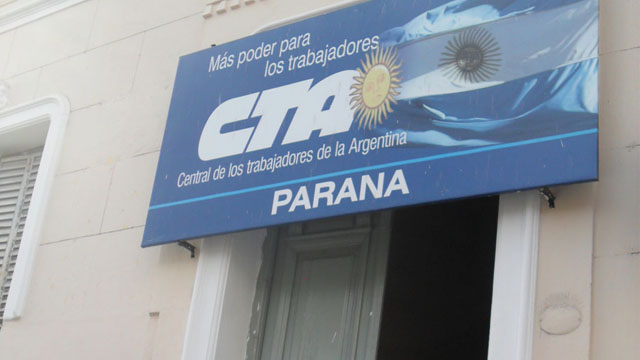 Más poder para
los trabajadores
CTA
Central de los trabajadores de la Argentina
PARANA